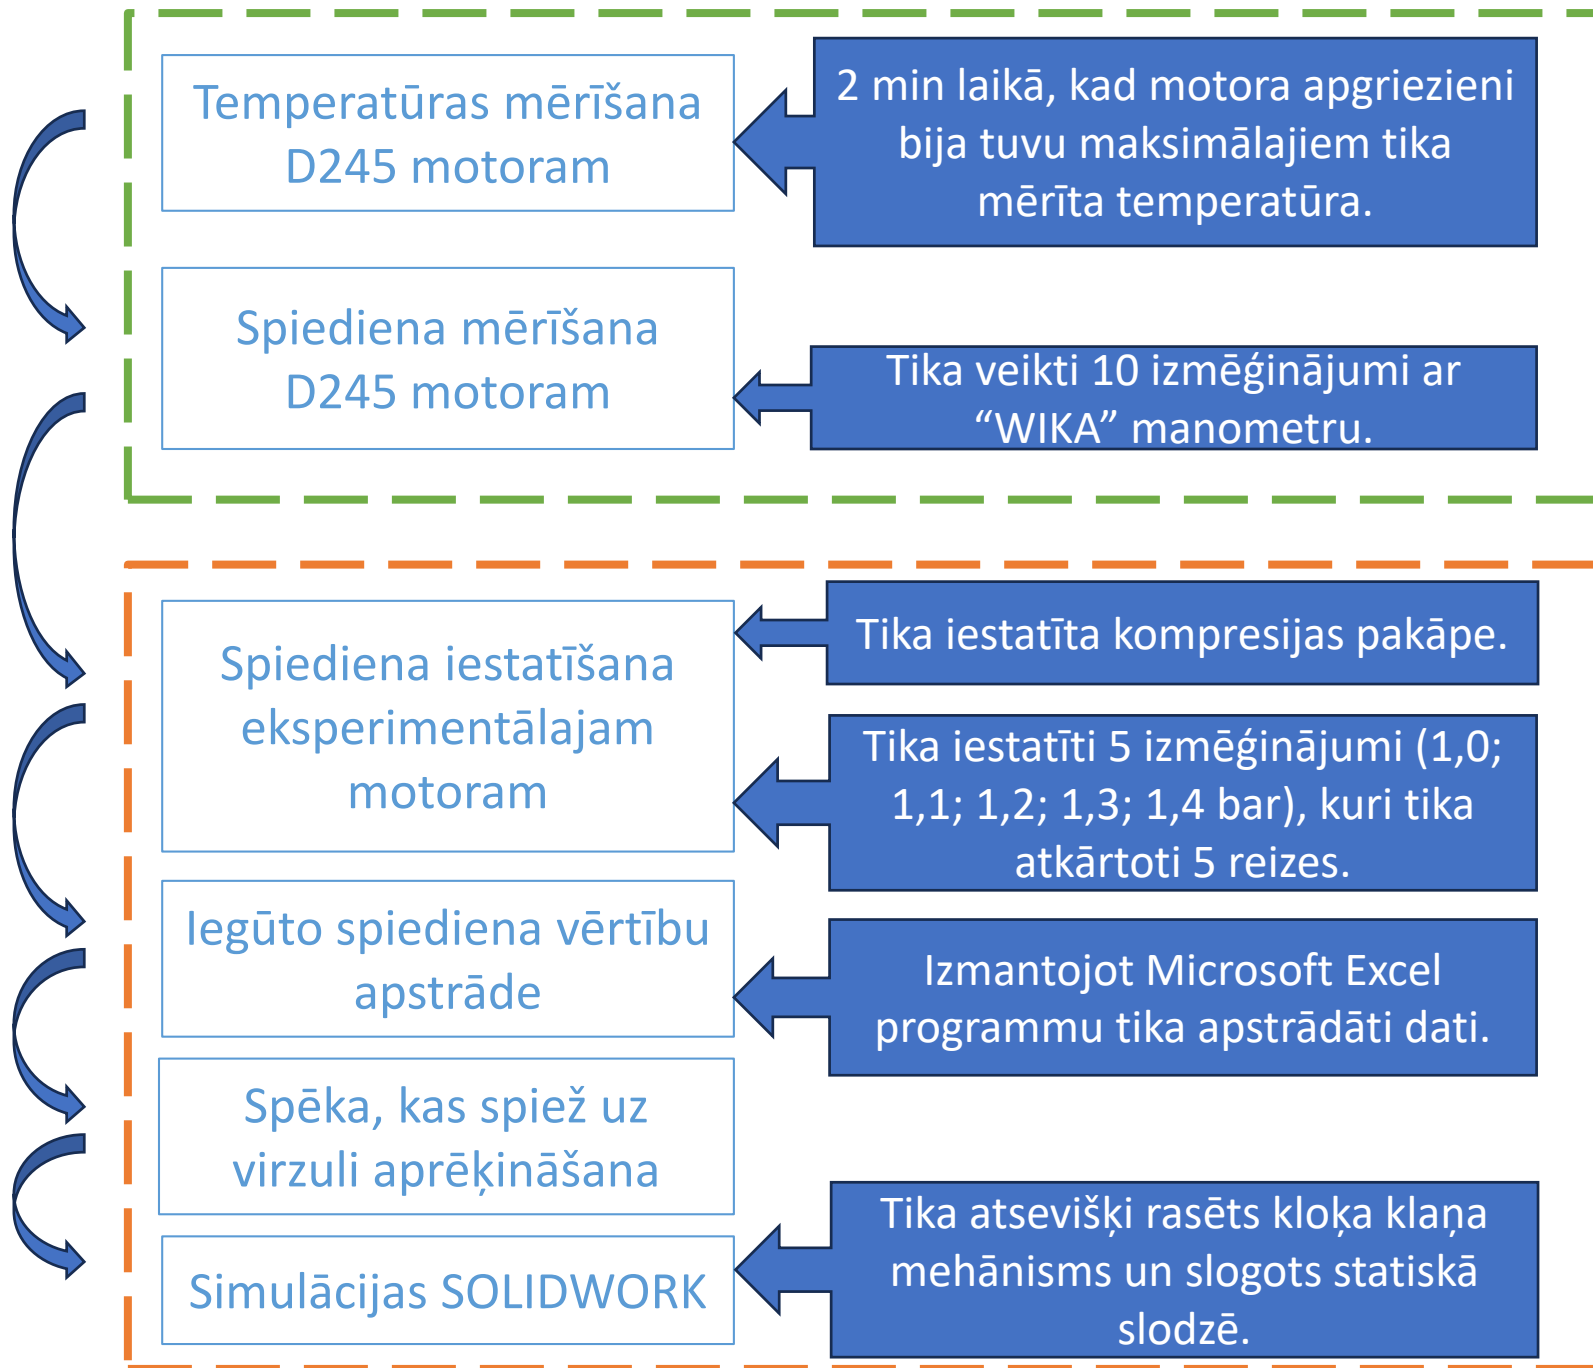 Temperatūras mērīšana
D245 motoram
2 min laikā, kad motora apgriezieni
bija tuvu maksimālajiem tika
mērīta temperatūra.
Spiediena mērīšana
D245 motoram
Tika veikti 10 izmēģinājumi ar
“WIKA” manometru.
Spiediena iestatīšana
eksperimentālajam
motoram
Tika iestatīta kompresijas pakāpe.
Tika iestatīti 5 izmēģinājumi (1,0;
1,1; 1,2; 1,3; 1,4 bar), kuri tika
atkārtoti 5 reizes.
Iegūto spiediena vērtību
apstrāde
Izmantojot Microsoft Excel
programmu tika apstrādāti dati.
Spēka, kas spiež uz
virzuli aprēķināšana
Simulācijas SOLIDWORK
Tika atsevišķi rasēts kloķa klaņa
mehānisms un slogots statiskā
slodzē.